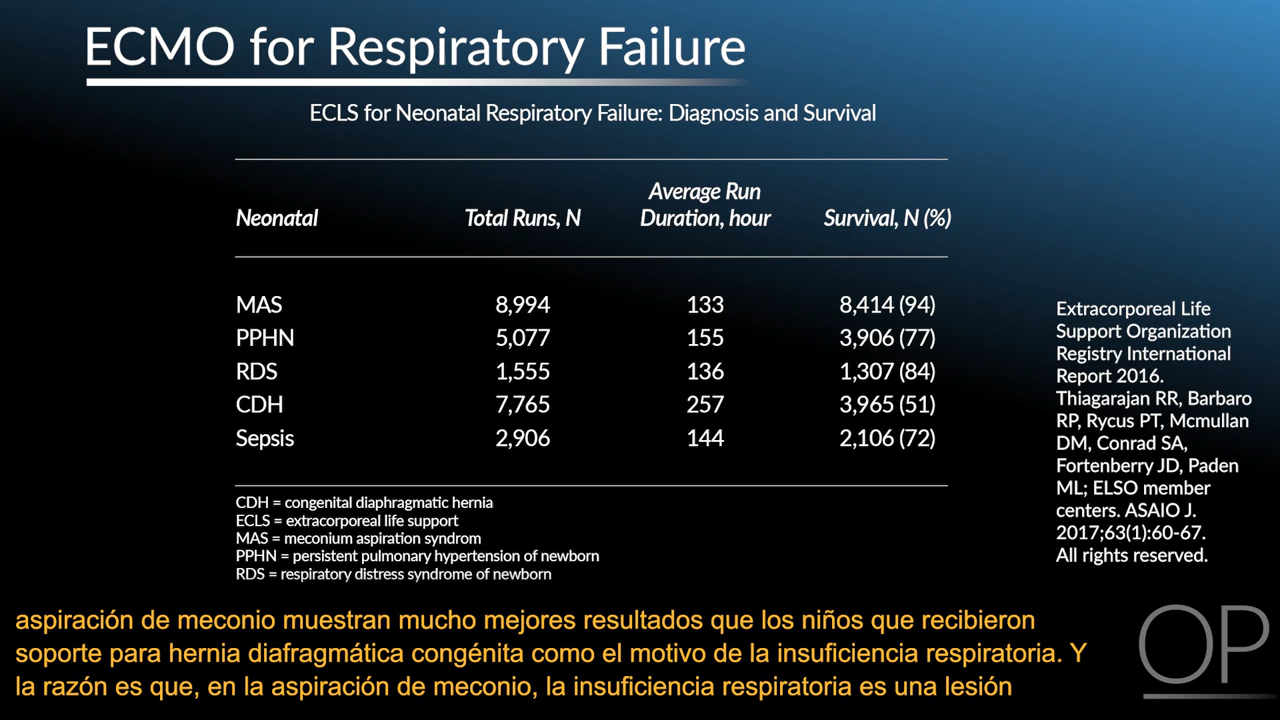 ECMO for Respiratory Failure
ECLS for Neonatal Respiratory Failure: Diagnosis and Survival
Neonatal Total Runs, N Average Run Duration, hour Survival, N (%)
MAS 8,994 133 8,414 (94)
PPHN 5,077 155 3,906 (77)
RDS 1,555 136 1,307 (84)
CDH 7,765 257 3,965 (51)
Sepsis 2,906 144 2,106 (72)
CDH = congenital diaphragmatic hernia
ECLS = extracorporeal life support
MAS = meconium aspiration syndrom
PPHN = persistent pulmonary hypertension of newborn
RDS = respiratory distress syndrome of newborn
Extracorporeal Life
Support Organization
Registry International
Report 2016.
Thiagarajan RR, Barbaro
RP, Rycus PT, Mcmullan
DM, Conrad SA,
Fortenberry JD, Paden
ML; ELSO member
centers. ASAIO J.
2017;63(1):60-67.
All rights reserved.
aspiración de meconio muestran mucho mejores resultados que los niños que recibieron
soporte para hernia diafragmática congénita como el motivo de la insuficiencia respiratoria. Y
la razón es que, en la aspiración de meconio, la insuficiencia respiratoria es una lesión
OP